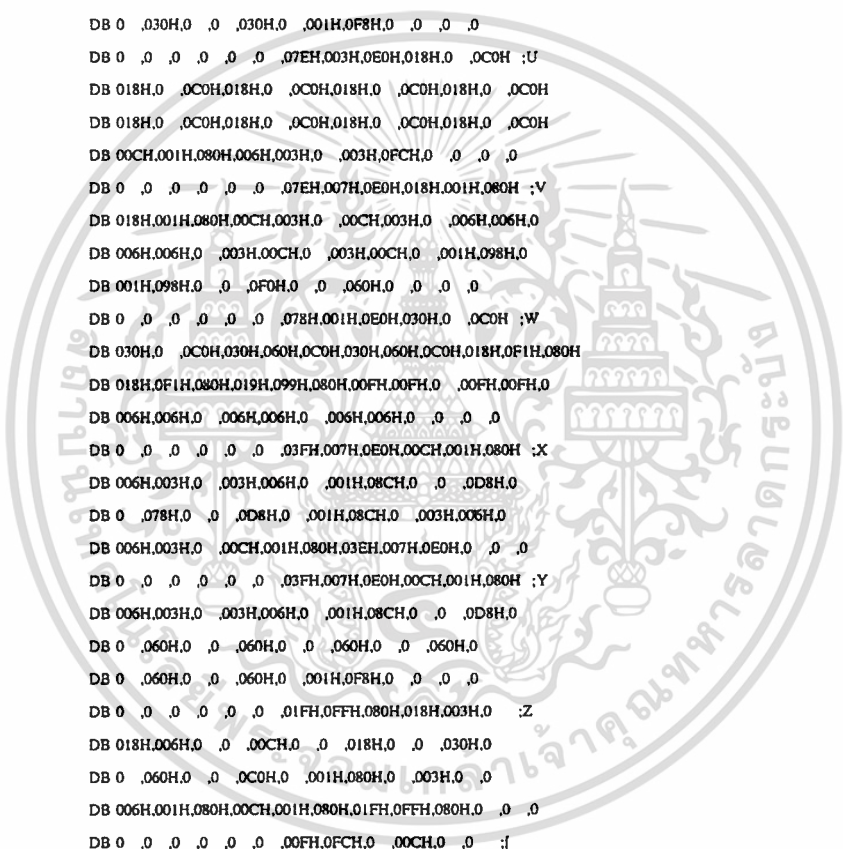 DB 0 ,030H,0 ,0 ,030H,0 ,001H,0F8H,0 ,0 ,0 ,0
DB 0 ,0 ,0 ,0 ,0 ,0 ,07EH,003H,0E0H,018H,0 ,0C0H ;U
DB 018H,0 ,0C0H,018H,0 ,0C0H,018H,0 ,0C0H,018H,0 ,0C0H
DB 018H,0 ,0C0H,018H,0 ,0C0H,018H,0 ,0C0H,018H,0 ,0C0H
DB 00CH,001H,080H,006H,003H,0 ,003H,0FCH,0 ,0 ,0 ,0
DB 0 ,0 ,0 ,0 ,0 ,0 ,07EH,007H,0E0H,018H,001H,080H ;V
DB 018H,001H,080H,00CH,003H,0 ,00CH,003H,0 ,006H,006H,0
DB 006H,006H,0 ,003H,00CH,0 ,003H,00CH,0 ,001H,098H,0
DB 001H,098H,0 ,0 ,0F0H,0 ,0 ,060H,0 ,0 ,0 ,0
DB 0 ,0 ,0 ,0 ,0 ,0 ,078H,001H,0E0H,030H,0 ,0C0H ;W
DB 030H,0 ,0C0H,030H,060H,0C0H,030H,060H,0C0H,018H,0F1H,080H
DB 018H,0F1H,080H,019H,099H,080H,00FH,00FH,0 ,00FH,00FH,0
DB 006H,006H,0 ,006H,006H,0 ,006H,006H,0 ,0 ,0 ,0
DB 0 ,0 ,0 ,0 ,0 ,0 ,03FH,007H,0E0H,00CH,001H,080H ;X
DB 006H,003H,0 ,003H,006H,0 ,001H,08CH,0 ,0 ,0D8H,0
DB 0 ,078H,0 ,0 ,0D8H,0 ,001H,08CH,0 ,003H,006H,0
DB 006H,003H,0 ,00CH,001H,080H,03EH,007H,0E0H,0 ,0 ,0
DB 0 ,0 ,0 ,0 ,0 ,0 ,03FH,007H,0E0H,00CH,001H,080H ;Y
DB 006H,003H,0 ,003H,006H,0 ,001H,08CH,0 ,0 ,0D8H,0
DB 0 ,060H,0 ,0 ,060H,0 ,0 ,060H,0 ,0 ,060H,0
DB 0 ,060H,0 ,0 ,060H,0 ,001H,0F8H,0 ,0 ,0 ,0
DB 0 ,0 ,0 ,0 ,0 ,0 ,01FH,0FFH,080H,018H,003H,0 ;Z
DB 018H,006H,0 ,0 ,00CH,0 ,0 ,018H,0 ,0 ,030H,0
DB 0 ,060H,0 ,0 ,0C0H,0 ,001H,080H,0 ,003H,0 ,0
DB 006H,001H,080H,00CH,001H,080H,01FH,0FFH,080H,0 ,0 ,0
DB 0 ,0 ,0 ,0 ,0 ,0 ,00FH,0FCH,0 ,00CH,0 ,0 ;[